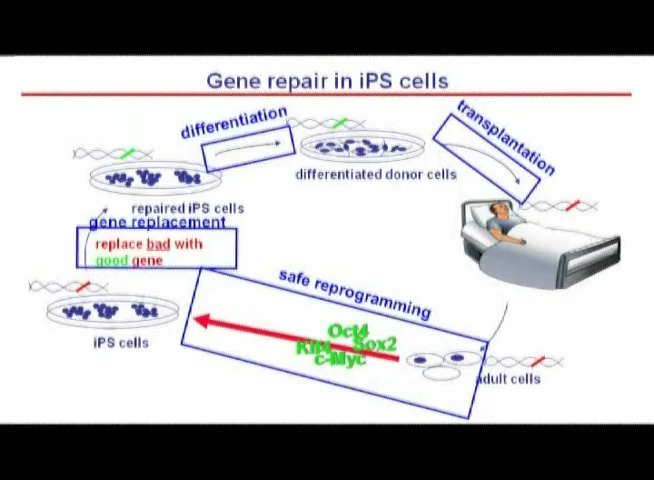 Gene repair in iPS cells
differentiation
transplantation
differentiated donor cells
repaired iPS cells
gene replacement
replace bad with
good gene
safe reprogramming
iPS cells
Oct4
Klf4 Sox2
c-Myc
adult cells